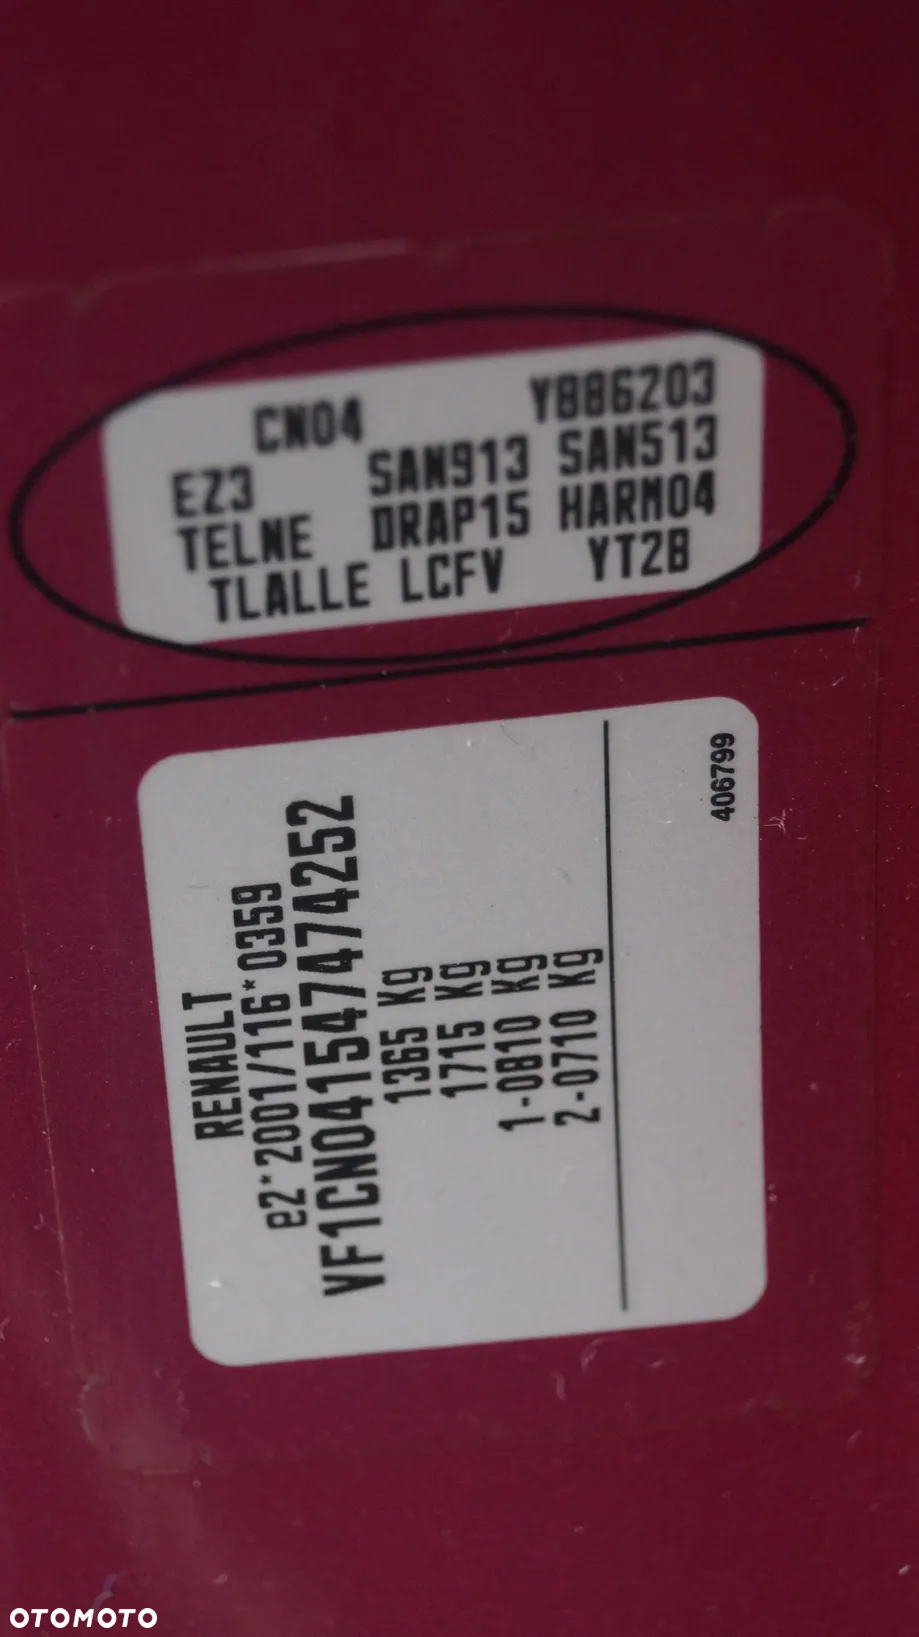 CN04 Y886203
EZ3 SAN913 SAN513
TELNE DRAP15 HARM04
TLALLE LCFV YT2B
RENAULT
e2*2001/116*0359
VF1CN041547474252
1365 Kg
1715 Kg
1-0810 Kg
2-0710 Kg
406799
OTOMOTO